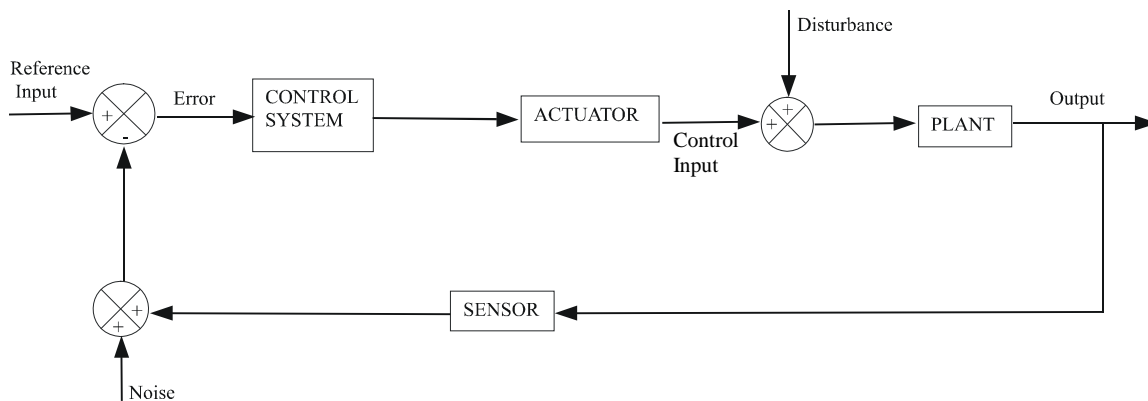 Disturbance
Reference
Input
+
-
Error
CONTROL
SYSTEM
ACTUATOR
Control
Input
+
+
PLANT
Output
SENSOR
+
+
Noise